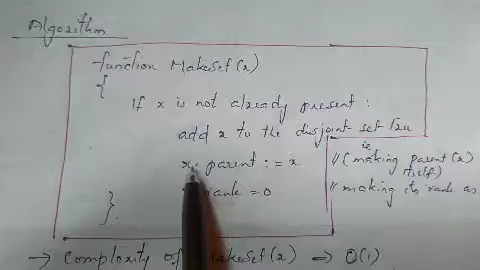 Algorithm
function MakeSet(x)
{
If x is not already present:
add x to the disjoint-set
x. parent := x //(making parent(x) itself)
rank = 0 //making its rank as
}.
→ Complexity of MakeSet(x) ⇒ O(1)